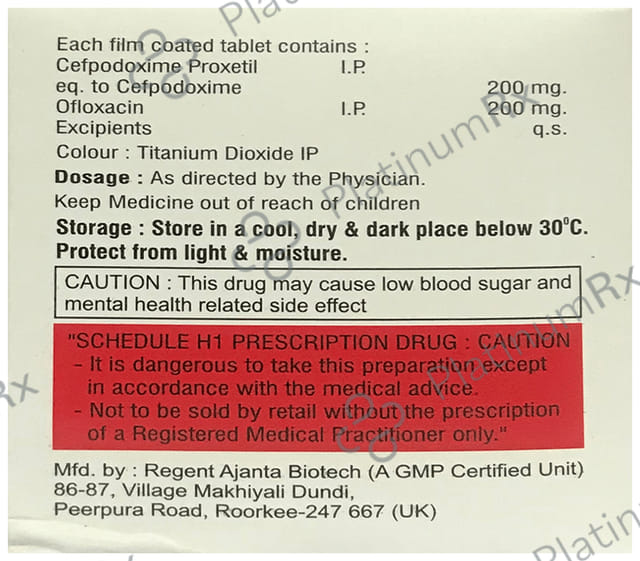 Each film coated tablet contains :
Cefpodoxime Proxetil I.P.
eq. to Cefpodoxime 200 mg.
Ofloxacin I.P. 200 mg.
Excipients q.s.
Colour : Titanium Dioxide IP
Dosage : As directed by the Physician.
Keep Medicine out of reach of children
Storage : Store in a cool, dry & dark place below 30°C.
Protect from light & moisture.
CAUTION : This drug may cause low blood sugar and
mental health related side effect
"SCHEDULE H1 PRESCRIPTION DRUG : CAUTION
- It is dangerous to take this preparation except
in accordance with the medical advice.
- Not to be sold by retail without the prescription
of a Registered Medical Practitioner only."
Mfd. by : Regent Ajanta Biotech (A GMP Certified Unit)
86-87, Village Makhiyali Dundi,
Peerpura Road, Roorkee-247 667 (UK)
PlatinumRx
PlatinumRx
Platinum
Rx
Platin